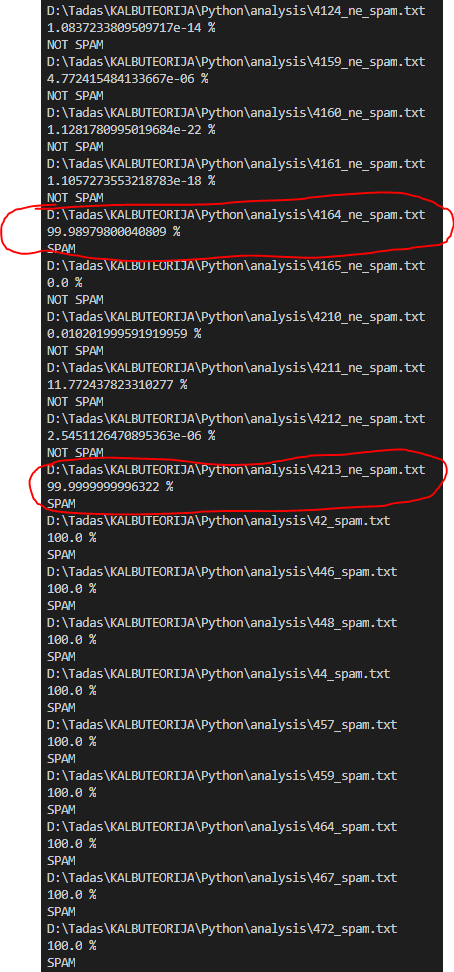 D:\Tadas\KALBUTEORIJA\Python\analysis\4124_ne_spam.txt
1.0837233809509717e-14 %
NOT SPAM
D:\Tadas\KALBUTEORIJA\Python\analysis\4159_ne_spam.txt
4.772415484133667e-06 %
NOT SPAM
D:\Tadas\KALBUTEORIJA\Python\analysis\4160_ne_spam.txt
1.1281780995019684e-22 %
NOT SPAM
D:\Tadas\KALBUTEORIJA\Python\analysis\4161_ne_spam.txt
1.1057273553218783e-18 %
NOT SPAM
D:\Tadas\KALBUTEORIJA\Python\analysis\4164_ne_spam.txt
99.98979800040809 %
SPAM
D:\Tadas\KALBUTEORIJA\Python\analysis\4165_ne_spam.txt
0.0 %
NOT SPAM
D:\Tadas\KALBUTEORIJA\Python\analysis\4210_ne_spam.txt
0.010201999591919959 %
NOT SPAM
D:\Tadas\KALBUTEORIJA\Python\analysis\4211_ne_spam.txt
11.772437823310277 %
NOT SPAM
D:\Tadas\KALBUTEORIJA\Python\analysis\4212_ne_spam.txt
2.5451126470895363e-06 %
NOT SPAM
D:\Tadas\KALBUTEORIJA\Python\analysis\4213_ne_spam.txt
99.9999999996322 %
SPAM
D:\Tadas\KALBUTEORIJA\Python\analysis\42_spam.txt
100.0 %
SPAM
D:\Tadas\KALBUTEORIJA\Python\analysis\446_spam.txt
100.0 %
SPAM
D:\Tadas\KALBUTEORIJA\Python\analysis\448_spam.txt
100.0 %
SPAM
D:\Tadas\KALBUTEORIJA\Python\analysis\44_spam.txt
100.0 %
SPAM
D:\Tadas\KALBUTEORIJA\Python\analysis\457_spam.txt
100.0 %
SPAM
D:\Tadas\KALBUTEORIJA\Python\analysis\459_spam.txt
100.0 %
SPAM
D:\Tadas\KALBUTEORIJA\Python\analysis\464_spam.txt
100.0 %
SPAM
D:\Tadas\KALBUTEORIJA\Python\analysis\467_spam.txt
100.0 %
SPAM
D:\Tadas\KALBUTEORIJA\Python\analysis\472_spam.txt
100.0 %
SPAM